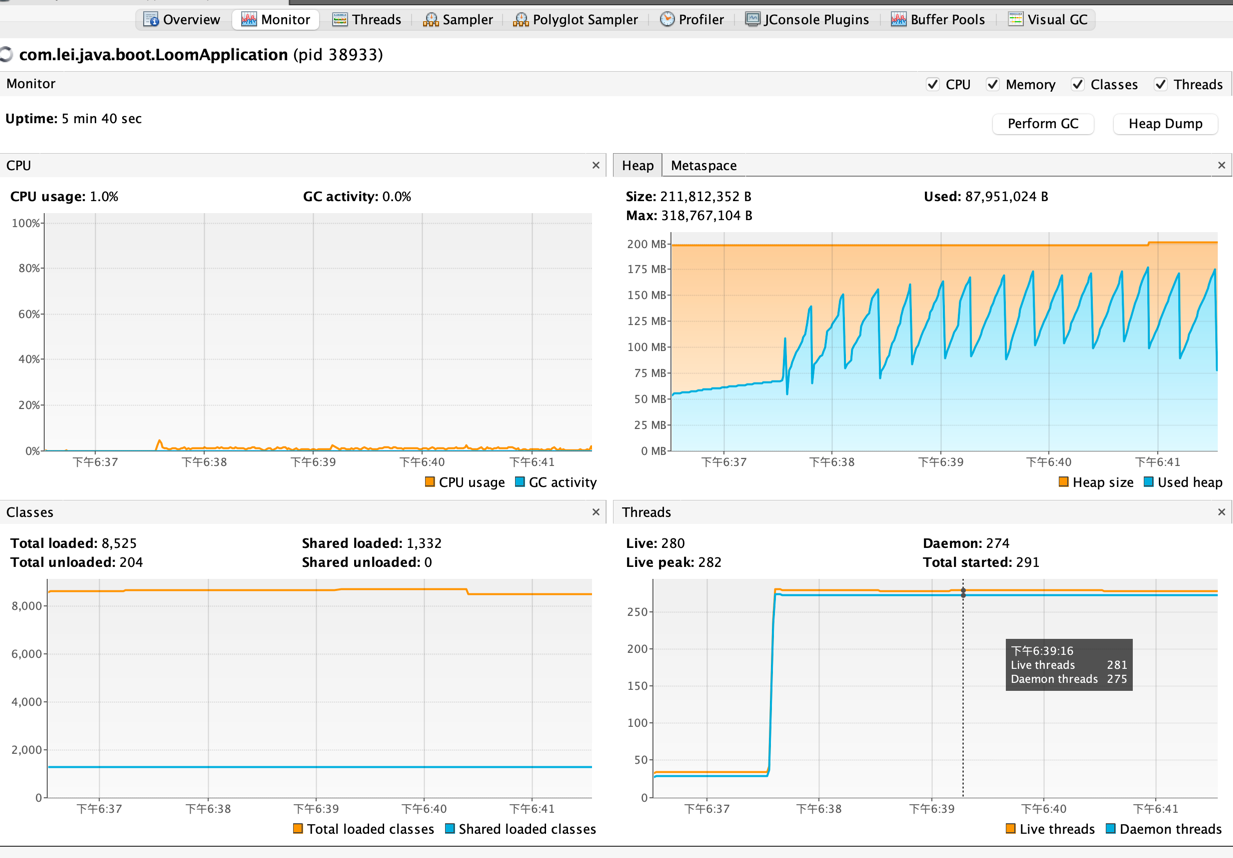 Overview Monitor Threads Sampler Polyglot Sampler Profiler JConsole Plugins Buffer Pools Visual GC
com.lei.java.boot.LoomApplication (pid 38933)
Monitor
CPU Memory Classes Threads
Uptime: 5 min 40 sec
Perform GC Heap Dump
CPU
CPU usage: 1.0% GC activity: 0.0%
100%
80%
60%
40%
20%
0%
下午6:37 下午6:38 下午6:39 下午6:40 下午6:41
CPU usage GC activity
Heap Metaspace
Size: 211,812,352 B Used: 87,951,024 B
Max: 318,767,104 B
200 MB
175 MB
150 MB
125 MB
100 MB
75 MB
50 MB
25 MB
0 MB
下午6:37 下午6:38 下午6:39 下午6:40 下午6:41
Heap size Used heap
Classes
Total loaded: 8,525 Shared loaded: 1,332
Total unloaded: 204 Shared unloaded: 0
8,000
6,000
4,000
2,000
0
下午6:37 下午6:38 下午6:39 下午6:40 下午6:41
Total loaded classes Shared loaded classes
Threads
Live: 280 Daemon: 274
Live peak: 282 Total started: 291
250
200
150
100
50
0
下午6:39:16
Live threads 281
Daemon threads 275
下午6:37 下午6:38 下午6:39 下午6:40 下午6:41
Live threads Daemon threads